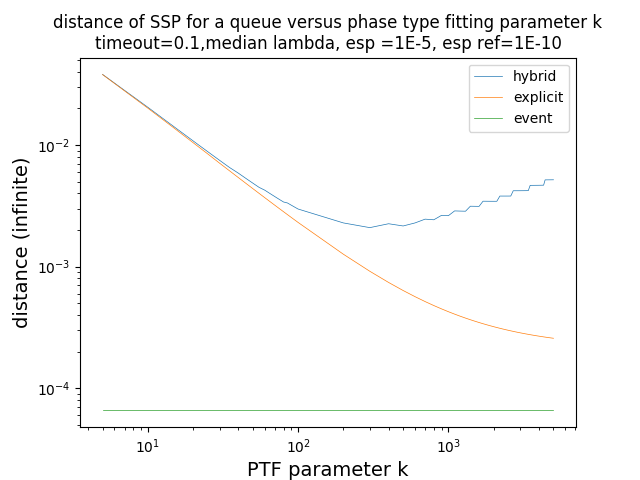 distance of SSP for a queue versus phase type fitting parameter k
timeout=0.1,median lambda, esp =1E-5, esp ref=1E-10
hybrid
explicit
event
distance (infinite)
10⁻²
10⁻³
10⁻⁴
10¹
10²
10³
PTF parameter k